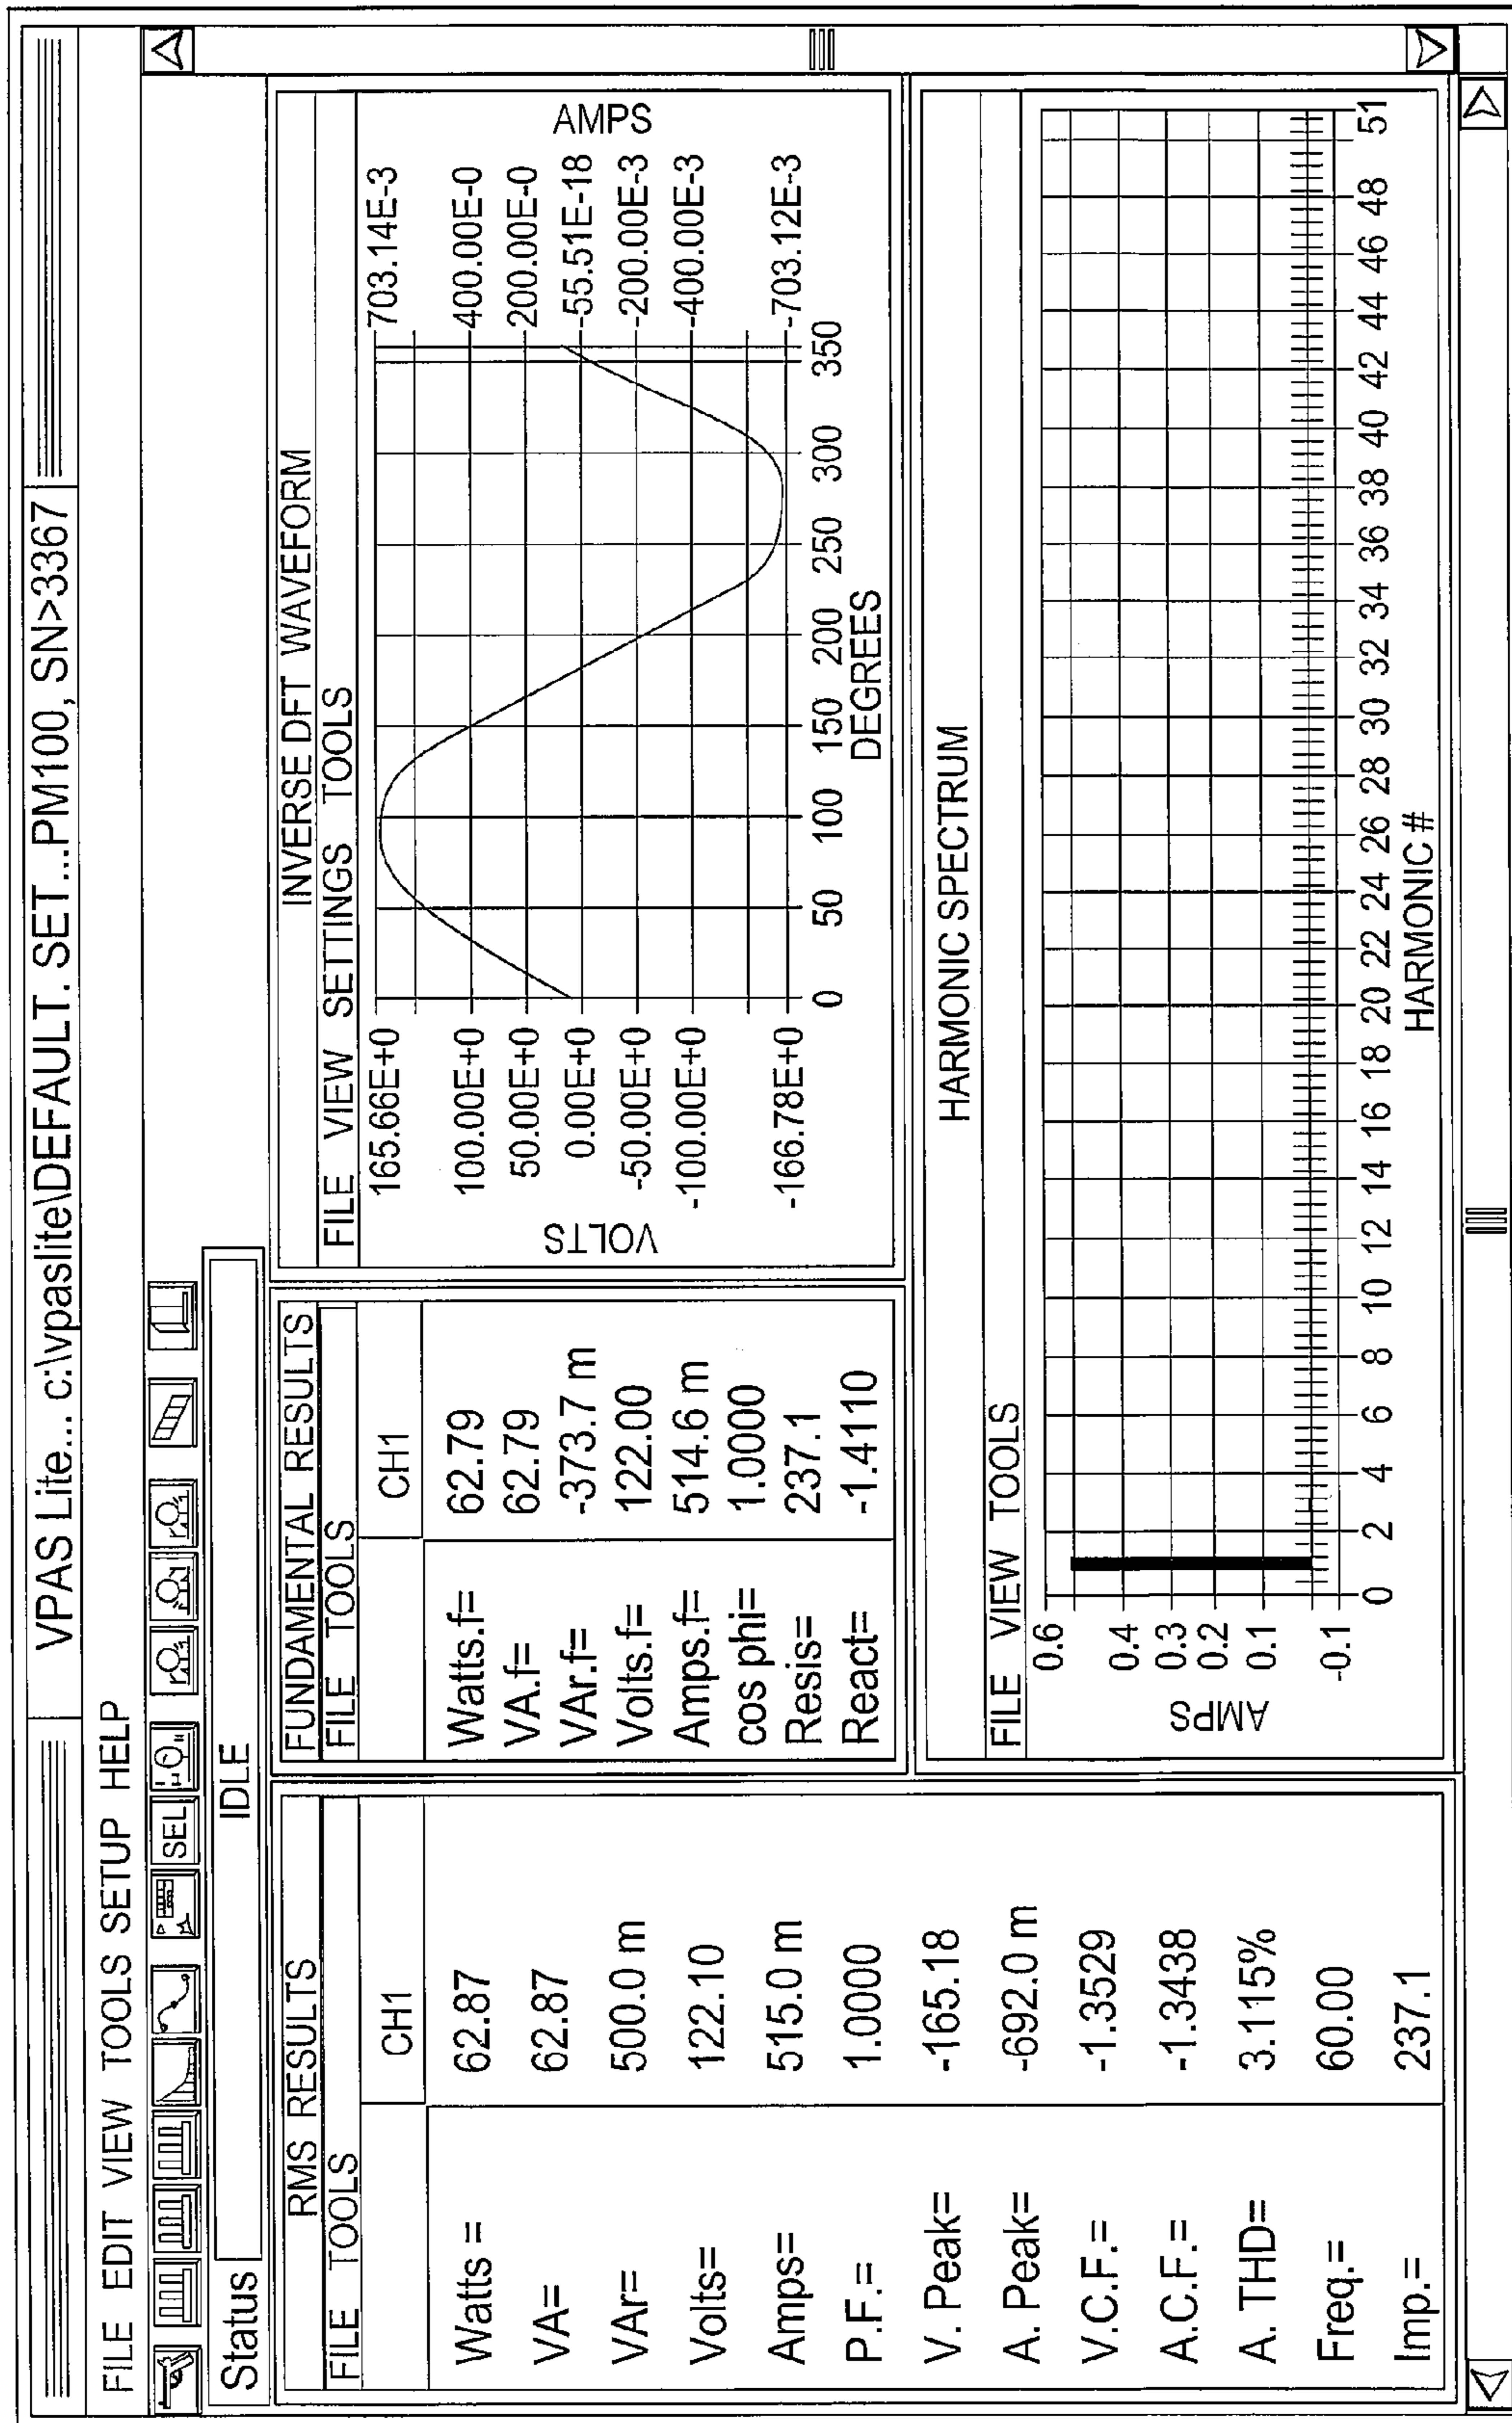 VPAS Lite... c:\vpaslite\DEFAULT. SET...PM100, SN>3367
FILE EDIT VIEW TOOLS SETUP HELP
SEL
Status IDLE
RMS RESULTS
FILE TOOLS
CH1
Watts = 62.87
VA= 62.87
VAr= 500.0 m
Volts= 122.10
Amps= 515.0 m
P.F.= 1.0000
V. Peak= -165.18
A. Peak= -692.0 m
V.C.F.= -1.3529
A.C.F.= -1.3438
A. THD= 3.115%
Freq.= 60.00
Imp.= 237.1
FUNDAMENTAL RESULTS
FILE TOOLS
CH1
Watts.f= 62.79
VA.f= 62.79
VAr.f= -373.7 m
Volts.f= 122.00
Amps.f= 514.6 m
cos phi= 1.0000
Resis= 237.1
React= -1.4110
INVERSE DFT WAVEFORM
FILE VIEW SETTINGS TOOLS
165.66E+0 703.14E-3
100.00E+0 400.00E-0
50.00E+0 200.00E-0
0.00E+0 -55.51E-18
-50.00E+0 -200.00E-3
-100.00E+0 -400.00E-3
-166.78E+0 -703.12E-3
VOLTS
AMPS
0 50 100 150 200 250 300 350
DEGREES
HARMONIC SPECTRUM
FILE VIEW TOOLS
0.6
0.4
0.3
0.2
0.1
-0.1
AMPS
0 2 4 6 8 10 12 14 16 18 20 22 24 26 28 30 32 34 36 38 40 42 44 46 48 51
HARMONIC #